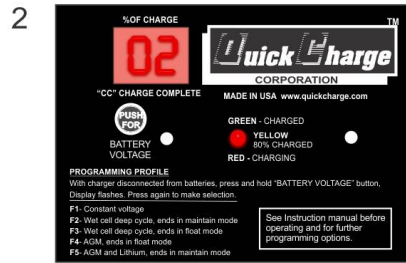 2
%OF CHARGE
TM
02
Quick Charge
CORPORATION
"CC" CHARGE COMPLETE
MADE IN USA www.quickcharge.com
PUSH
FOR
BATTERY
VOLTAGE
GREEN - CHARGED
YELLOW
80% CHARGED
RED - CHARGING
PROGRAMMING PROFILE
With charger disconnected from batteries, press and hold "BATTERY VOLTAGE" button,
Display flashes. Press again to make selection.
F1- Constant voltage
F2- Wet cell deep cycle, ends in maintain mode
F3- Wet cell deep cycle, ends in float mode
F4- AGM, ends in float mode
F5- AGM and Lithium, ends in maintain mode
See Instruction manual before
operating and for further
programming options.